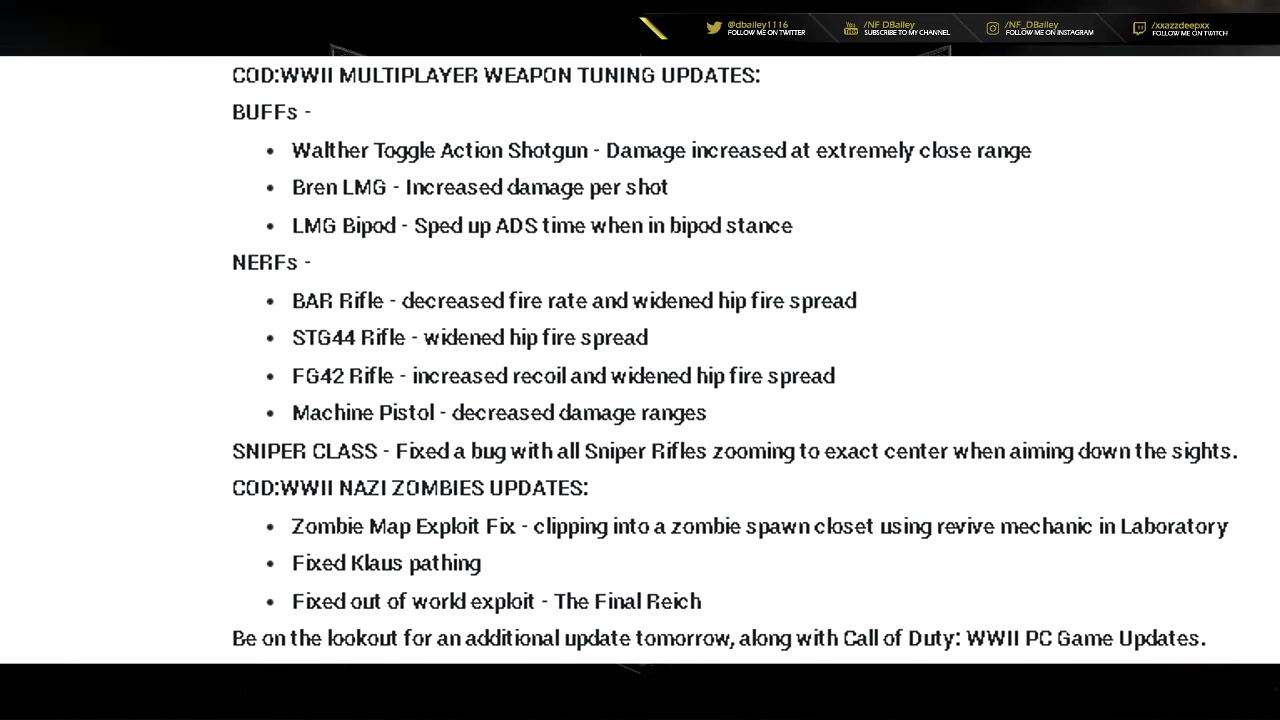 @dbailey1116
FOLLOW ME ON TWITTER
/NF DBailey
SUBSCRIBE TO MY CHANNEL
/NF_DBailey
FOLLOW ME ON INSTAGRAM
/xxazzdeepxx
FOLLOW ME ON TWITCH
COD:WWII MULTIPLAYER WEAPON TUNING UPDATES:
BUFFs -
• Walther Toggle Action Shotgun - Damage increased at extremely close range
• Bren LMG - Increased damage per shot
• LMG Bipod - Sped up ADS time when in bipod stance
NERFs -
• BAR Rifle - decreased fire rate and widened hip fire spread
• STG44 Rifle - widened hip fire spread
• FG42 Rifle - increased recoil and widened hip fire spread
• Machine Pistol - decreased damage ranges
SNIPER CLASS - Fixed a bug with all Sniper Rifles zooming to exact center when aiming down the sights.
COD:WWII NAZI ZOMBIES UPDATES:
• Zombie Map Exploit Fix - clipping into a zombie spawn closet using revive mechanic in Laboratory
• Fixed Klaus pathing
• Fixed out of world exploit - The Final Reich
Be on the lookout for an additional update tomorrow, along with Call of Duty: WWII PC Game Updates.